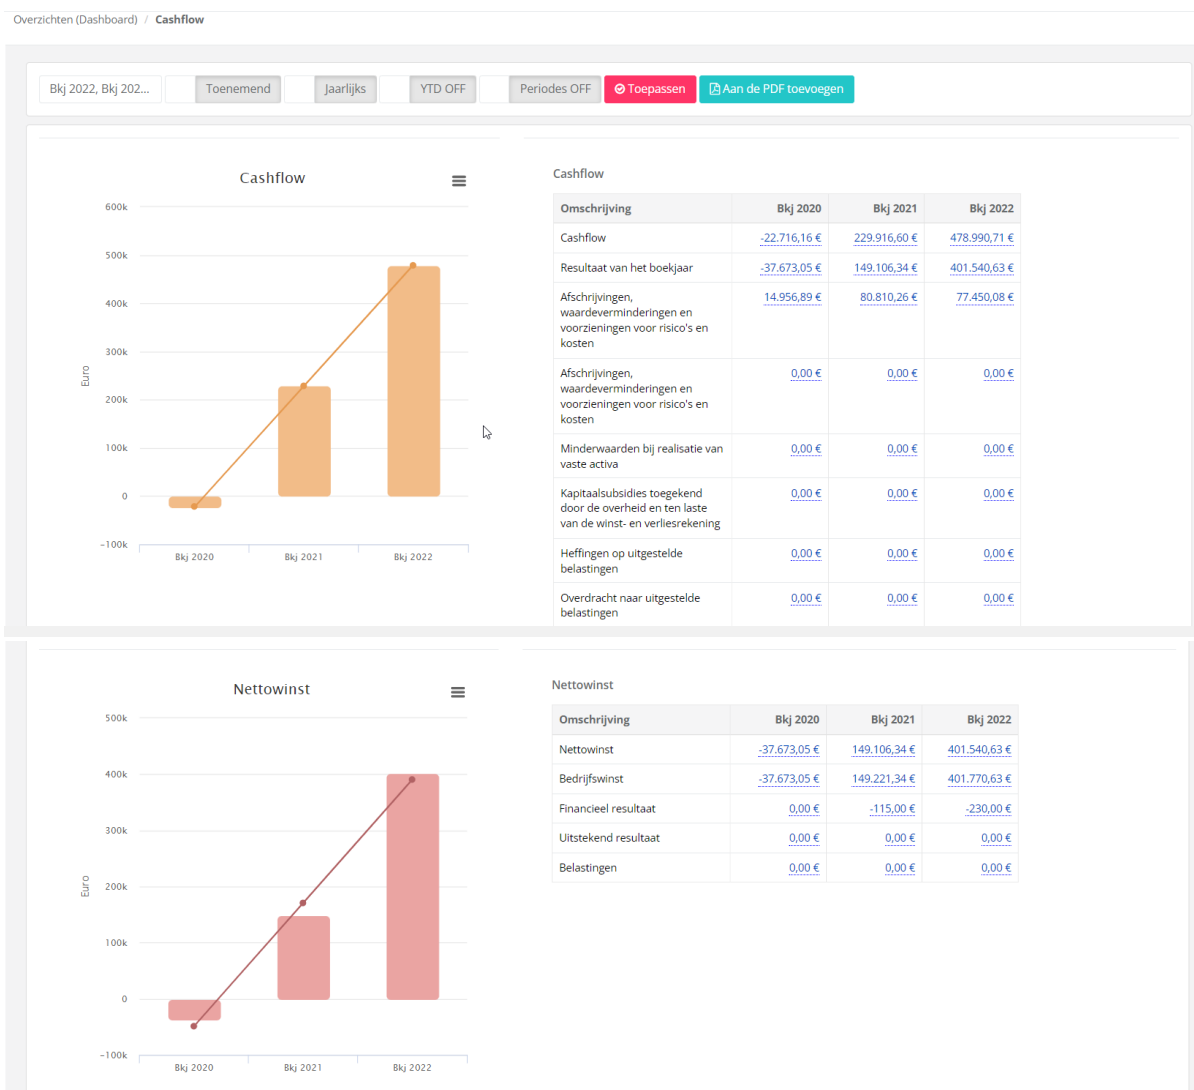 Overzichten (Dashboard) / Cashflow
Bkj 2022, Bkj 202... Toenemend Jaarlijks YTD OFF Periodes OFF Toepassen Aan de PDF toevoegen
Cashflow
600k
500k
400k
300k
200k
100k
0
-100k
Euro
Bkj 2020 Bkj 2021 Bkj 2022
Cashflow
Omschrijving Bkj 2020 Bkj 2021 Bkj 2022
Cashflow -22.716,16 € 229.916,60 € 478.990,71 €
Resultaat van het boekjaar -37.673,05 € 149.106,34 € 401.540,63 €
Afschrijvingen, 14.956,89 € 80.810,26 € 77.450,08 €
waardeverminderingen en
voorzieningen voor risico's en
kosten
Afschrijvingen, 0,00 € 0,00 € 0,00 €
waardeverminderingen en
voorzieningen voor risico's en
kosten
Minderwaarden bij realisatie van 0,00 € 0,00 € 0,00 €
vaste activa
Kapitaalsubsidies toegekend 0,00 € 0,00 € 0,00 €
door de overheid en ten laste
van de winst- en verliesrekening
Heffingen op uitgestelde 0,00 € 0,00 € 0,00 €
belastingen
Overdracht naar uitgestelde 0,00 € 0,00 € 0,00 €
belastingen
Nettowinst
500k
400k
300k
200k
100k
0
-100k
Euro
Bkj 2020 Bkj 2021 Bkj 2022
Nettowinst
Omschrijving Bkj 2020 Bkj 2021 Bkj 2022
Nettowinst -37.673,05 € 149.106,34 € 401.540,63 €
Bedrijfswinst -37.673,05 € 149.221,34 € 401.770,63 €
Financieel resultaat 0,00 € -115,00 € -230,00 €
Uitstekend resultaat 0,00 € 0,00 € 0,00 €
Belastingen 0,00 € 0,00 € 0,00 €